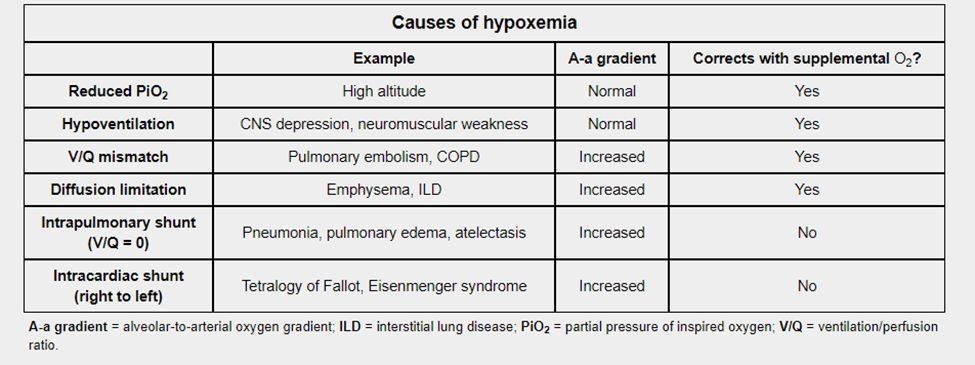 Causes of hypoxemia
Example A-a gradient Corrects with supplemental O₂?
Reduced PiO₂ High altitude Normal Yes
Hypoventilation CNS depression, neuromuscular weakness Normal Yes
V/Q mismatch Pulmonary embolism, COPD Increased Yes
Diffusion limitation Emphysema, ILD Increased Yes
Intrapulmonary shunt
(V/Q = 0) Pneumonia, pulmonary edema, atelectasis Increased No
Intracardiac shunt
(right to left) Tetralogy of Fallot, Eisenmenger syndrome Increased No
A-a gradient = alveolar-to-arterial oxygen gradient; ILD = interstitial lung disease; PiO₂ = partial pressure of inspired oxygen; V/Q = ventilation/perfusion
ratio.